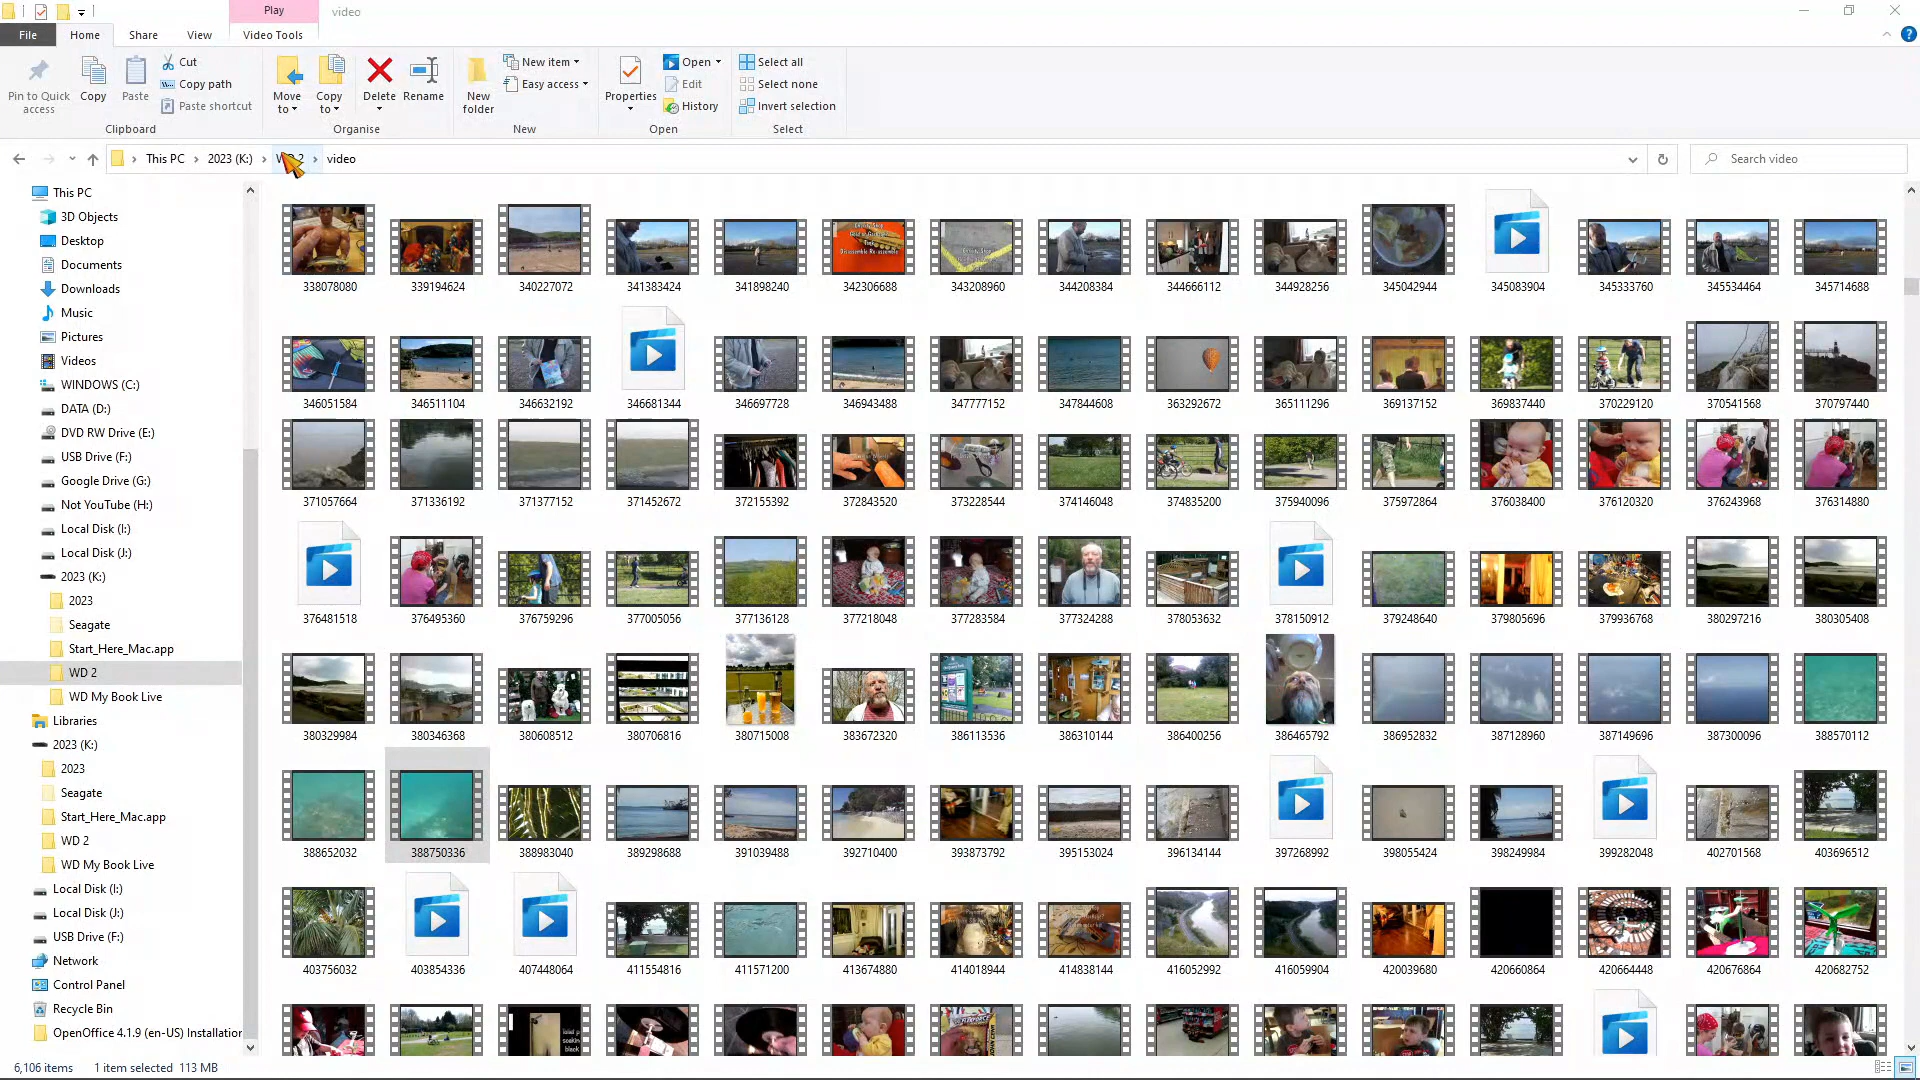 Play
video
File
Home
Share
View
Video Tools
Pin to Quick
access
Copy
Paste
Cut
Copy path
Paste shortcut
Clipboard
Move
to
Copy
to
Delete
Rename
Organise
New
folder
New item
Easy access
New
Properties
Open
Edit
History
Open
Select all
Select none
Invert selection
Select
This PC
2023 (K:)
video
Search video
This PC
3D Objects
Desktop
Documents
Downloads
Music
Pictures
Videos
WINDOWS (C:)
DATA (D:)
DVD RW Drive (E:)
USB Drive (F:)
Google Drive (G:)
Not YouTube (H:)
Local Disk (I:)
Local Disk (J:)
2023 (K:)
2023
Seagate
Start_Here_Mac.app
WD 2
WD My Book Live
Libraries
2023 (K:)
2023
Seagate
Start_Here_Mac.app
WD 2
WD My Book Live
Local Disk (I:)
Local Disk (J:)
USB Drive (F:)
Network
Control Panel
Recycle Bin
OpenOffice 4.1.9 (en-US) Installation
338078080 339194624 340227072 341383424 341898240 342306688 343208960 344208384 344666112 344928256 345042944 345083904 345333760 345534464 345714688
346051584 346511104 346632192 346681344 346697728 346943488 347777152 347844608 363292672 365111296 369137152 369837440 370229120 370541568 370797440
371057664 371336192 371377152 371452672 372155392 372843520 373228544 374146048 374835200 375940096 375972864 376038400 376120320 376243968 376314880
376481518 376495360 376759296 377005056 377136128 377218048 377283584 377324288 378053632 378150912 379248640 379805696 379936768 380297216 380305408
380329984 380346368 380608512 380706816 380715008 383672320 386113536 386310144 386400256 386465792 386952832 387128960 387149696 387300096 388570112
388652032 388750336 388983040 389298688 391039488 392710400 393873792 395153024 396134144 397268992 398055424 398249984 399282048 402701568 403696512
403756032 403854336 407448064 411554816 411571200 413674880 414018944 414838144 416052992 416059904 420039680 420660864 420664448 420676864 420682752
6,106 items
1 item selected 113 MB